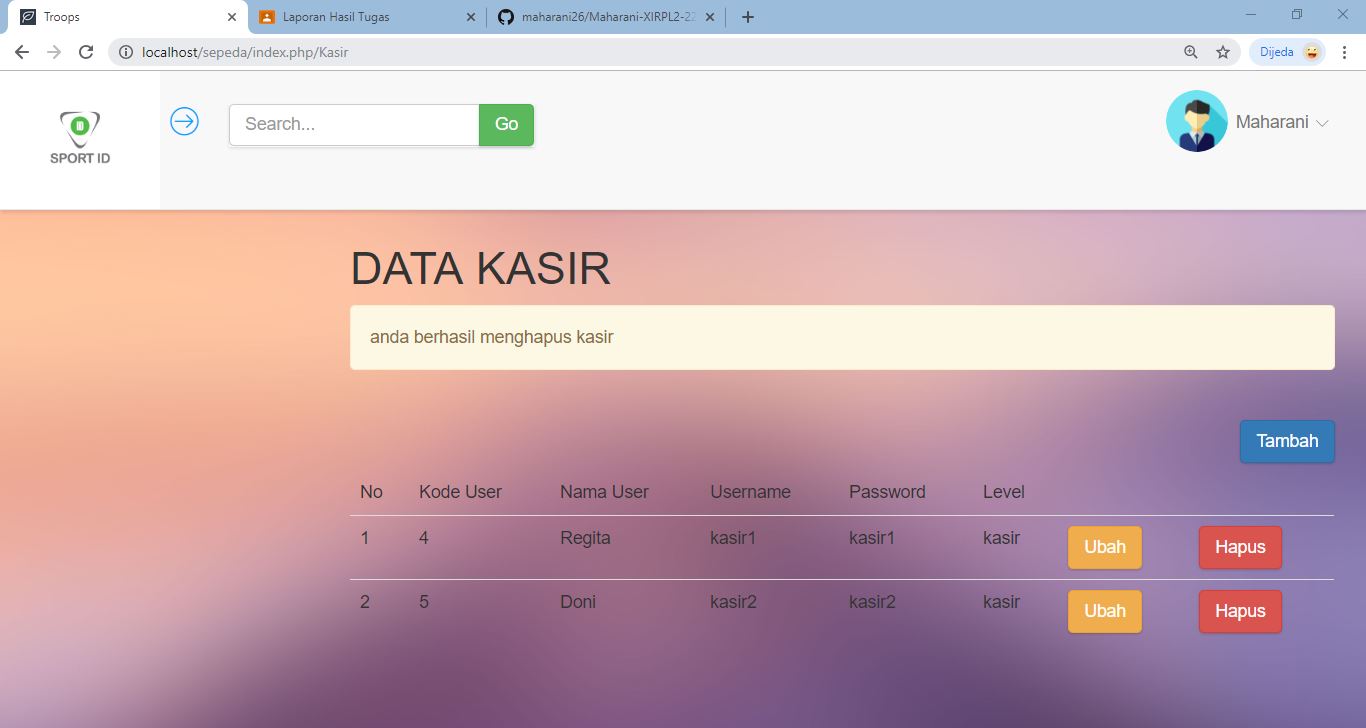 Troops
Laporan Hasil Tugas
maharani26/Maharani-XIRPL2-22
localhost/sepeda/index.php/Kasir
Dijeda
SPORT ID
Search...
Go
Maharani
DATA KASIR
anda berhasil menghapus kasir
Tambah
No Kode User Nama User Username Password Level
1 4 Regita kasir1 kasir1 kasir Ubah Hapus
2 5 Doni kasir2 kasir2 kasir Ubah Hapus